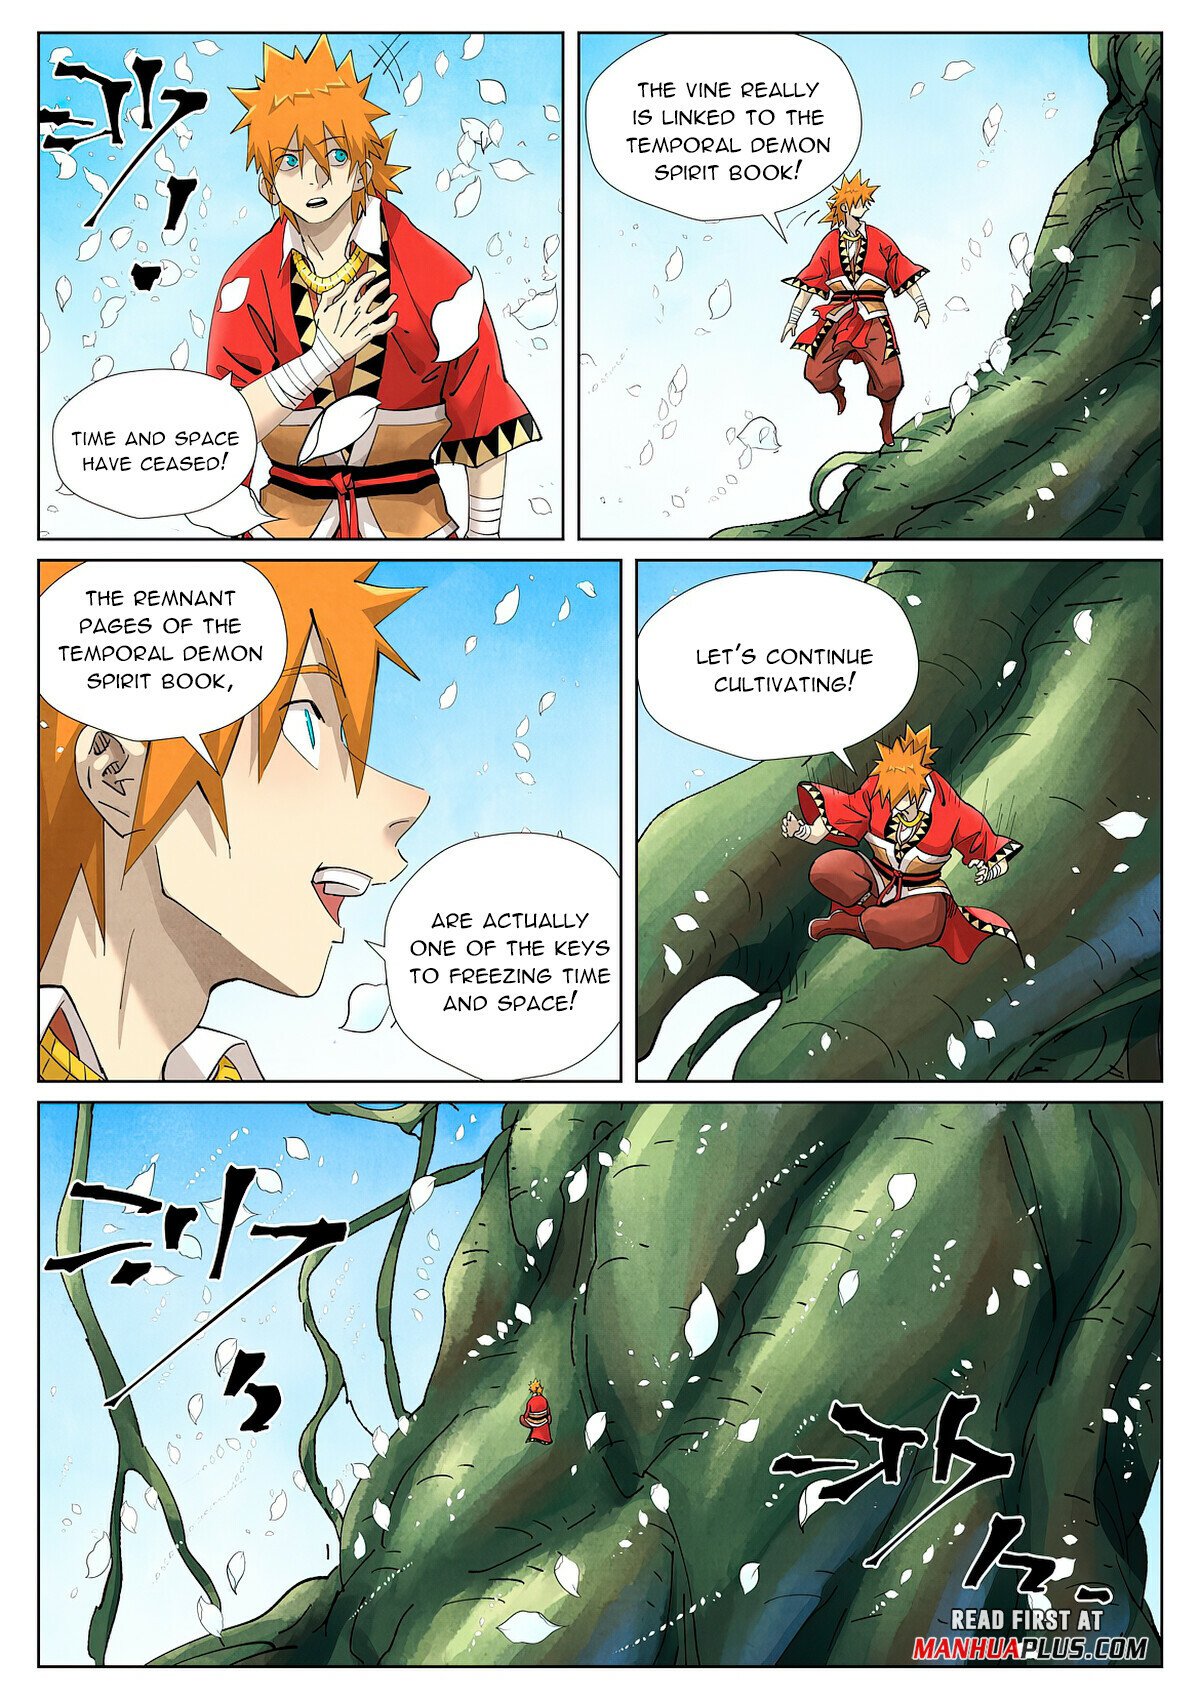 TIME AND SPACE
HAVE CEASED!
THE VINE REALLY
IS LINKED TO THE
TEMPORAL DEMON
SPIRIT BOOK!
THE REMNANT
PAGES OF THE
TEMPORAL DEMON
SPIRIT BOOK,
ARE ACTUALLY
ONE OF THE KEYS
TO FREEZING TIME
AND SPACE!
LET'S CONTINUE
CULTIVATING!
READ FIRST AT
MANHUAPLUS.COM